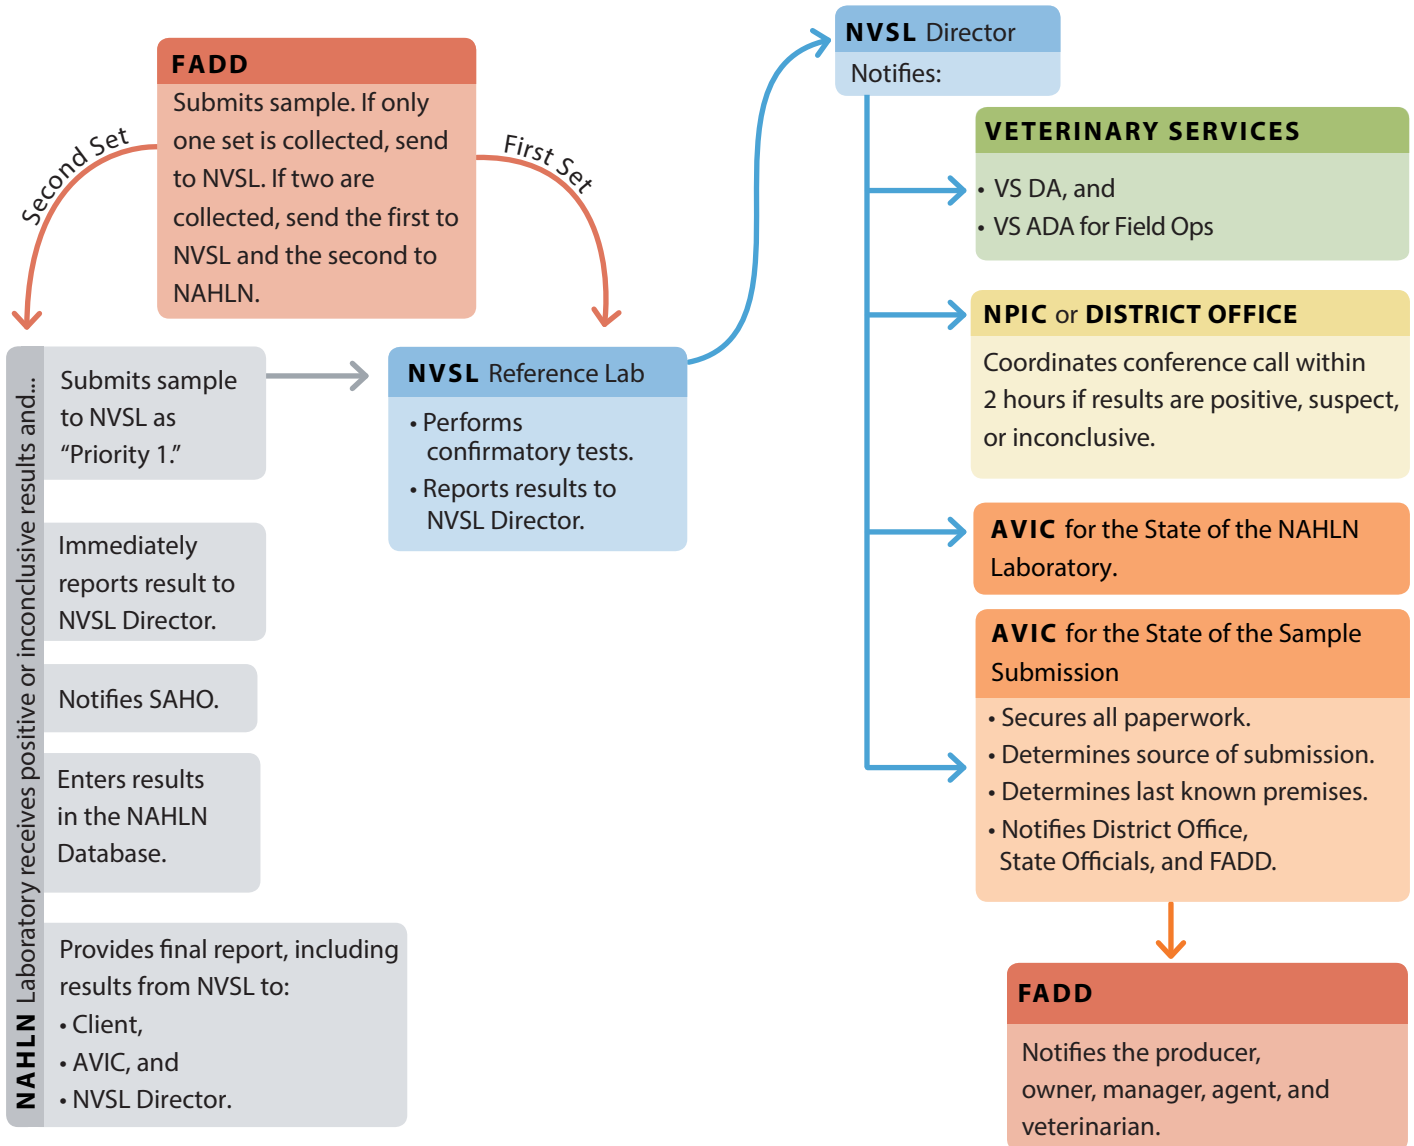 FADD
Submits sample. If only
one set is collected, send
to NVSL. If two are
collected, send the first to
NVSL and the second to
NAHLN.
Second Set
First Set
NAHLN Laboratory receives positive or inconclusive results and...
Submits sample
to NVSL as
“Priority 1.”
Immediately
reports result to
NVSL Director.
Notifies SAHO.
Enters results
in the NAHLN
Database.
Provides final report, including
results from NVSL to:
• Client,
• AVIC, and
• NVSL Director.
NVSL Reference Lab
• Performs
confirmatory tests.
• Reports results to
NVSL Director.
NVSL Director
Notifies:
VETERINARY SERVICES
• VS DA, and
• VS ADA for Field Ops
NPIC or DISTRICT OFFICE
Coordinates conference call within
2 hours if results are positive, suspect,
or inconclusive.
AVIC for the State of the NAHLN
Laboratory.
AVIC for the State of the Sample
Submission
• Secures all paperwork.
• Determines source of submission.
• Determines last known premises.
• Notifies District Office,
State Officials, and FADD.
FADD
Notifies the producer,
owner, manager, agent, and
veterinarian.